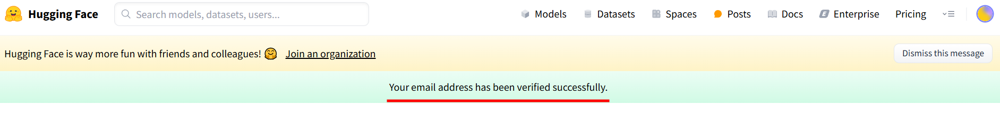 Hugging Face
Search models, datasets, users...
Models
Datasets
Spaces
Posts
Docs
Enterprise
Pricing
Hugging Face is way more fun with friends and colleagues! 🤗 Join an organization
Dismiss this message
Your email address has been verified successfully.